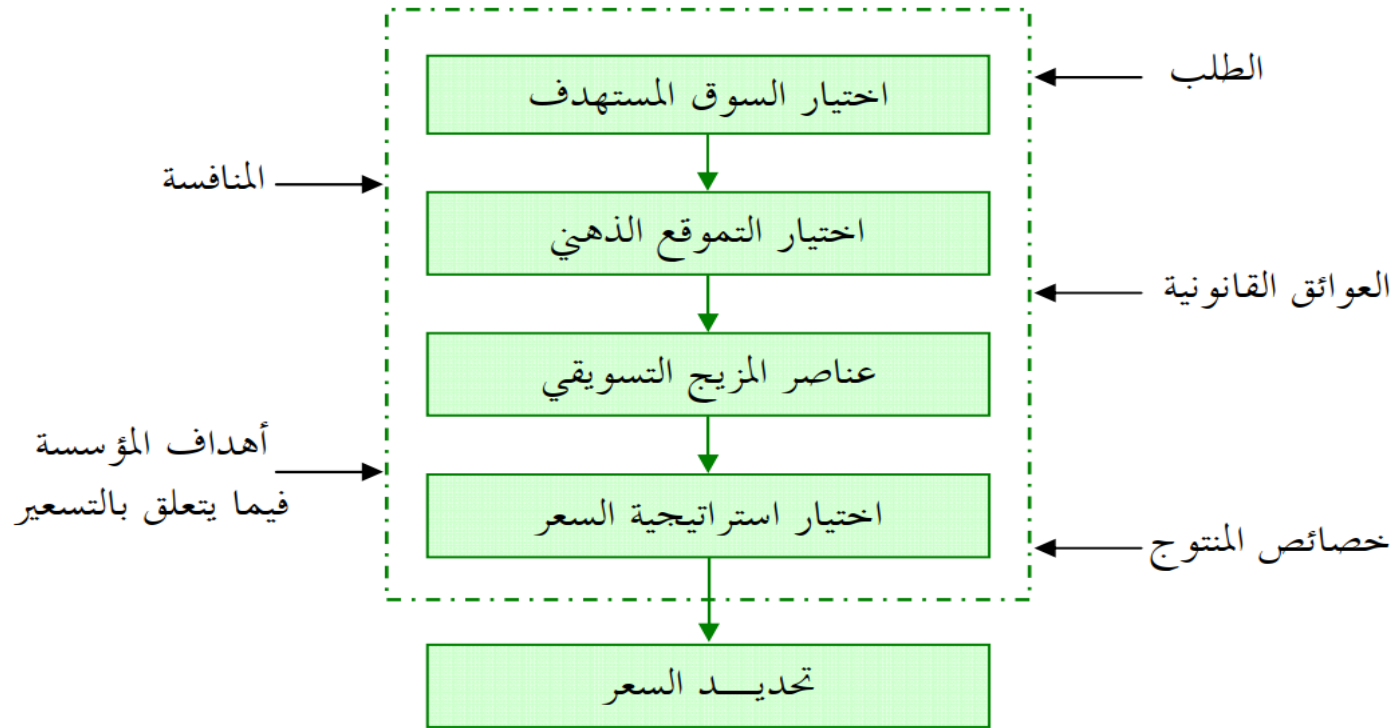 اختيار السوق المستهدف
الطلب
المنافسة
اختيار التموقع الذهني
العوائق القانونية
عناصر المزيج التسويقي
أهداف المؤسسة
فيما يتعلق بالتسعير
اختيار استراتيجية السعر
خصائص المنتوج
تحديـــد السعر